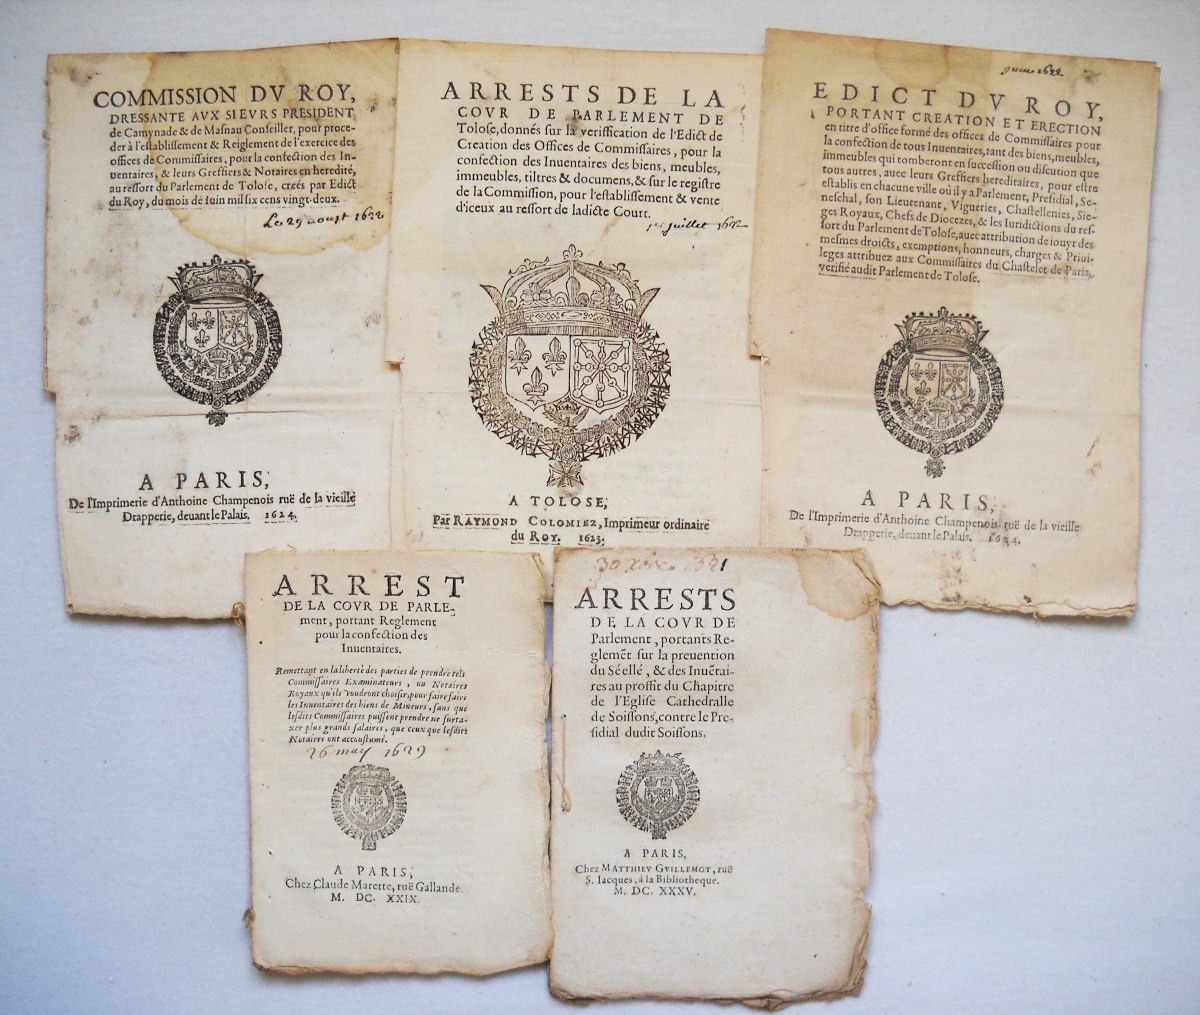 COMMISSION DV ROY,
DRESSANTE AVX SIEVRS PRESIDENT
de Camynade & de Masnau Conseiller, pour proce-
der à l'establissement & Reiglement de l'exercice des
offices de Commissaires, pour la confection des In-
uentaires, & leurs Greffiers & Notaires en heredité,
au ressort du Parlement de Tolose, creés par Edict
du Roy, du mois de Iuin mil six cens vingt-deux.
Le 29 aoust 1622
A PARIS,
De l'Imprimerie d'Anthoine Champenois ruë de la vieille
Drapperie, deuant le Palais. 1624.
ARRESTS DE LA
COVR DE PARLEMENT DE
Tolose, donnés sur la veriffication de l'Edict de
Creation des Offices de Commissaires, pour la
confection des Inuentaires des biens, meubles,
immeubles, tiltres & documens, & sur le registre
de la Commission, pour l'establissement & vente
d'iceux au ressort de ladicte Court.
1er juillet 1622
A TOLOSE,
Par RAYMOND COLOMIEZ, Imprimeur ordinaire
du ROY. 1623.
juin 1622
EDICT DV ROY,
PORTANT CREATION ET ERECTION
en titre d'office formé des offices de Commissaires pour
la confection de tous Inuentaires, tant des biens, meubles,
immeubles qui tomberont en succession ou discution que
tous autres, auec leurs Greffiers hereditaires, pour estre
establis en chacune ville où il y a Parlement, Presidial, Se-
neschal, son Lieutenant, Vigueries, Chastellenies, Sie-
ges Royaux, Chefs de Diocezes, & les Iuridictions du res-
sort du Parlement de Tolose, auec attribution de iouyr des
mesmes droicts, exemptions, honneurs, charges & Priui-
leges attribuez aux Commissaires du Chastelet de Paris,
verifié audit Parlement de Tolose.
A PARIS,
De l'Imprimerie d'Anthoine Champenois ruë de la vieille
Drapperie, deuant le Palais. 1624.
ARREST
DE LA COVR DE PARLE-
ment, portant Reglement
pour la confection des
Inuentaires.
Remettant en la liberté des parties de prendre tels
Commissaires Examinateurs, ou Notaires
Royaux qu'ils voudront choisir, pour faire faire
les Inuentaires des biens de Mineurs, sans que
lesdits Commissaires puissent prendre ne surta-
xer plus grands salaires, que ceux que lesdits
Notaires ont accoustumé.
26 may 1629
A PARIS,
Chez Claude Marette, ruë Gallande.
M. DC. XXIX.
30 Xbre 1621
ARRESTS
DE LA COVR DE
Parlement, portants Re-
glemēt sur la preuention
du Séellé, & des Inuētai-
res au proffit du Chapitre
de l'Eglise Cathedralle
de Soissons, contre le Pre-
sidial dudit Soissons.
A PARIS,
Chez MATTHIEV GVILLEMOT, ruë
S. Iacques, à la Bibliotheque.
M. DC. XXXV.